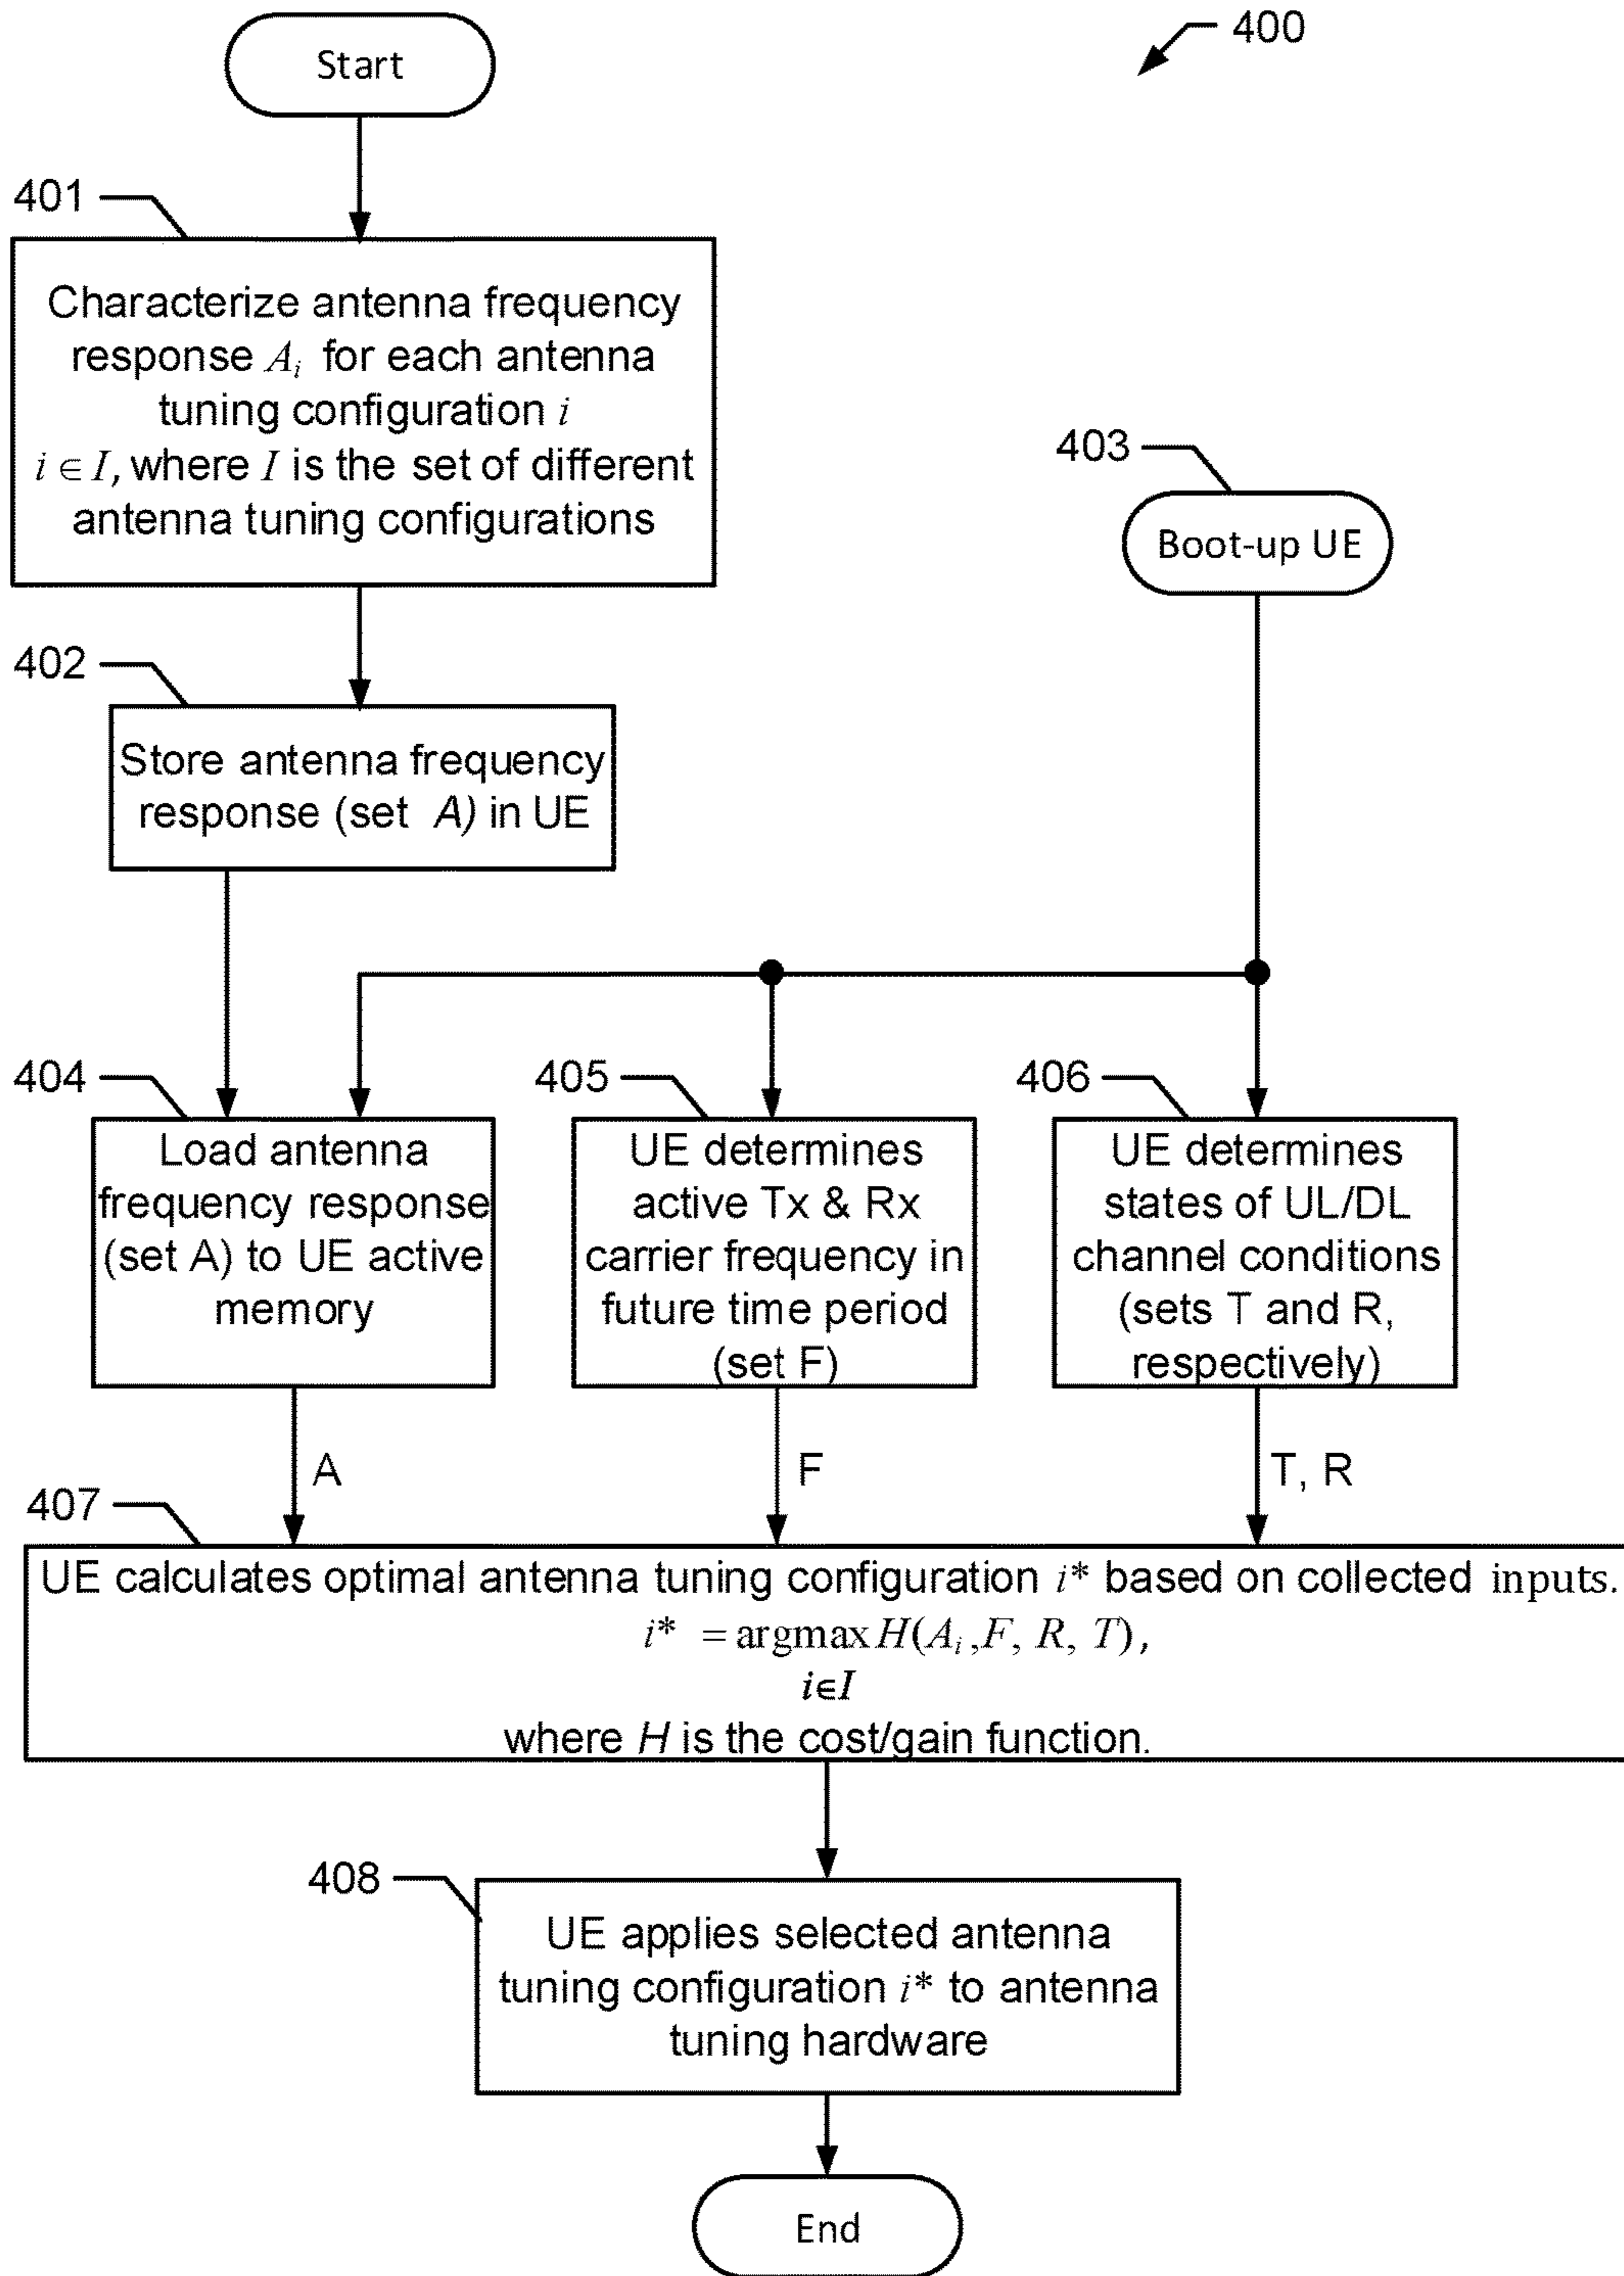 400
Start
401
Characterize antenna frequency
response A_i for each antenna
tuning configuration i
i ∈ I, where I is the set of different
antenna tuning configurations
403
Boot-up UE
402
Store antenna frequency
response (set A) in UE
404
Load antenna
frequency response
(set A) to UE active
memory
405
UE determines
active Tx & Rx
carrier frequency in
future time period
(set F)
406
UE determines
states of UL/DL
channel conditions
(sets T and R,
respectively)
A
F
T, R
407
UE calculates optimal antenna tuning configuration i* based on collected inputs.
i* = argmax H(A_i, F, R, T),
i∈I
where H is the cost/gain function.
408
UE applies selected antenna
tuning configuration i* to antenna
tuning hardware
End